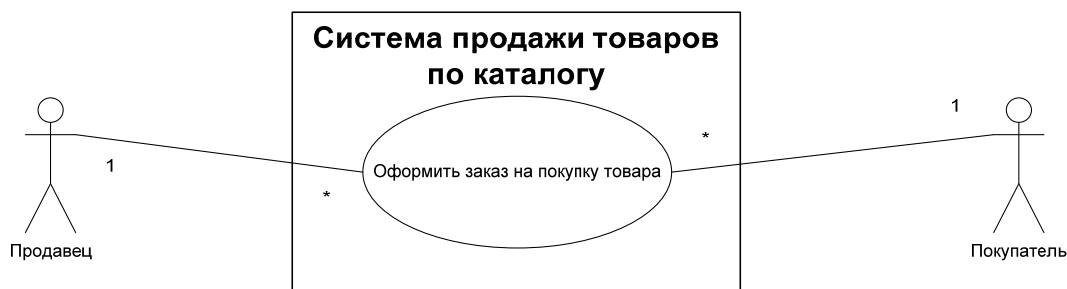 Система продажи товаров
по каталогу
1
*
Оформить заказ на покупку товара
1
*
Продавец
Покупатель